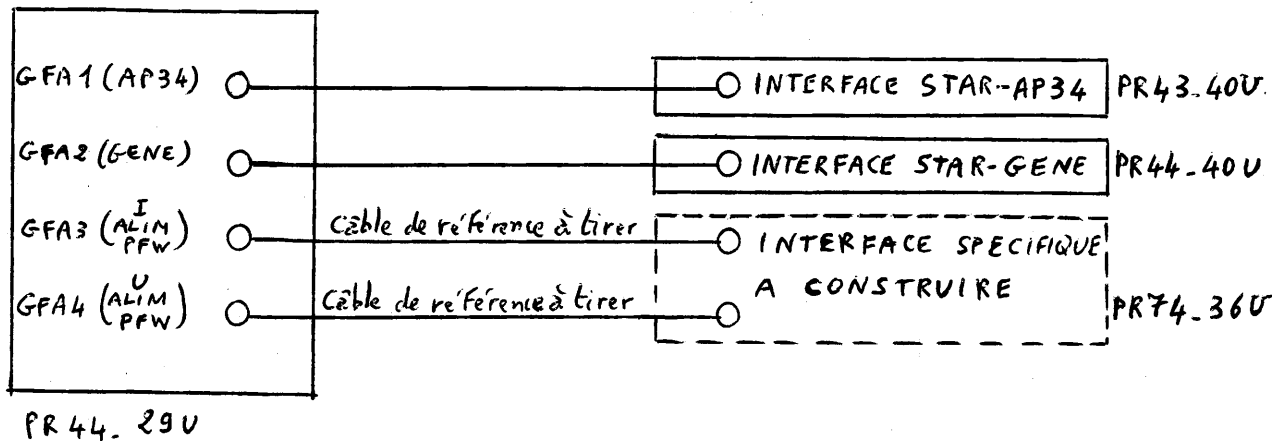 GFA1 (AP34)
INTERFACE STAR-AP34
PR43-40U.
GFA2 (GENE)
INTERFACE STAR-GENE
PR44-40U
GFA3 (I ALIM PFW)
Câble de référence à tirer
INTERFACE SPECIFIQUE
A CONSTRUIRE
GFA4 (U ALIM PFW)
Câble de référence à tirer
PR74-36U
PR44-29U